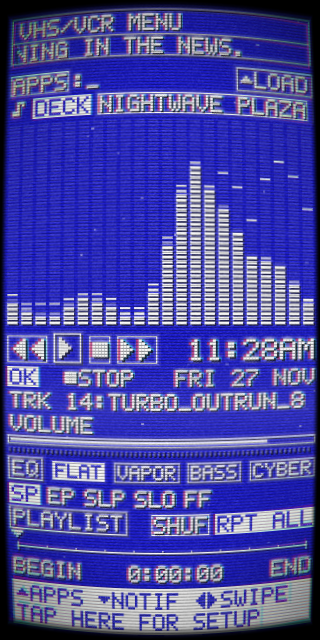 VHS/VCR MENU
NING IN THE NEWS.
APPS:_ ▲LOAD
♪ DECK NIGHTWAVE PLAZA
11:28AM
OK ■STOP FRI 27 NOV
TRK 14:TURBO_OUTRUN_8
VOLUME
EQ FLAT VAPOR BASS CYBER
SP EP SLP SLO FF
PLAYLIST SHUF RPT ALL
BEGIN 0:00:00 END
▲APPS ▼NOTIF ◀▶SWIPE
TAP HERE FOR SETUP